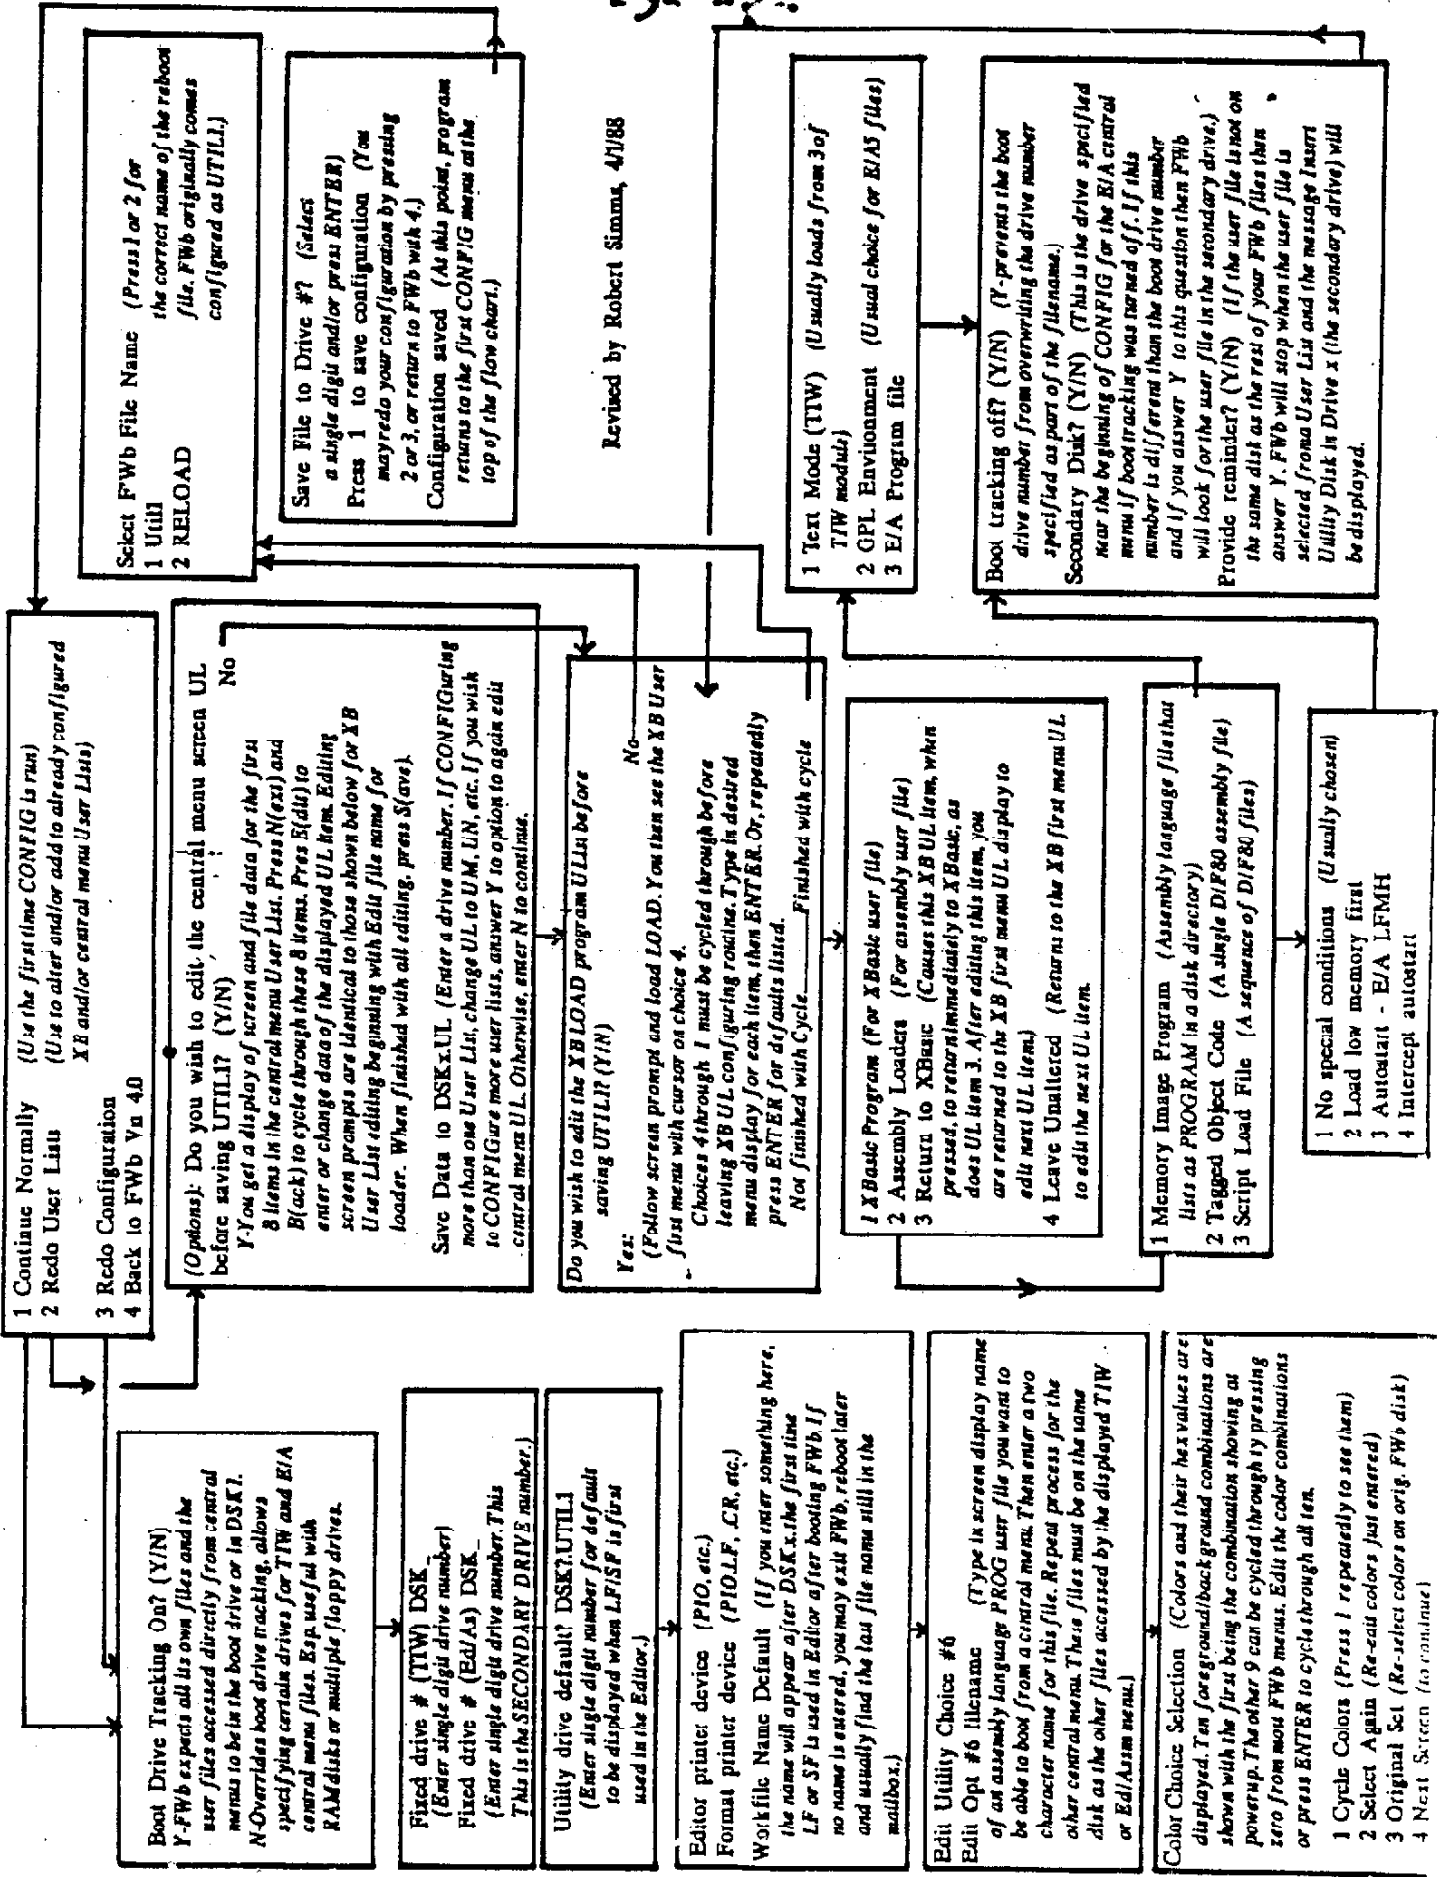 1 Continue Normally (Use the first time CONFIG is run)
2 Redo User Lists (Use to alter and/or add to already configured
XB and/or central menu User Lists)
3 Redo Configuration
4 Back to FWb Vn 4.0
Boot Drive Tracking On? (Y/N)
Y-FWb expects all its own files and the
user files accessed directly from central
menus to be in the boot drive or in DSK1.
N-Overrides boot drive tracking, allows
specifying certain drives for TIW and E/A
central menu files. Esp. useful with
RAMdisks or multiple floppy drives.
Fixed drive # (TIW) DSK_
(Enter single digit drive number)
Fixed drive # (Ed/As) DSK_
(Enter single digit drive number. This
This is the SECONDARY DRIVE number.)
Utility drive default? DSK?.UTIL1
(Enter single digit number for default
to be displayed when LF/SF is first
used in the Editor.)
Editor printer device (PIO, etc.)
Format printer device (PIO.LF, .CR, etc.)
Workfile Name Default (If you enter something here,
the name will appear after DSKx. the first time
LF or SF is used in Editor after booting FWb. If
no name is entered, you may exit FWb, reboot later
and usually find the last file name still in the
mailbox.)
Edit Utility Choice #6
Edit Opt #6 filename (Type in screen display name
of an assembly language PROG user file you want to
be able to boot from a central menu. Then enter a two
character name for this file. Repeat process for the
other central menu. These files must be on the same
disk as the other files accessed by the displayed TIW
or Ed/Assm menu.)
Color Choice Selection (Colors and their hex values are
displayed. Ten foreground/background combinations are
shown with the first being the combination showing at
powerup. The other 9 can be cycled through by pressing
zero from most FWb menus. Edit the color combinations
or press ENTER to cycle through all ten.
1 Cycle Colors (Press 1 repeatedly to see them)
2 Select Again (Re-edit colors just entered)
3 Original Set (Re-select colors on orig. FWb disk)
4 Next Screen (to continue)
(Options): Do you wish to edit the central menu screen UL
before saving UTIL1? (Y/N) No
Y-You get a display of screen and file data for the first
8 items in the central menu User List. Press N(ext) and
B(ack) to cycle through these 8 items. Press E(dit) to
enter or change data of the displayed UL item. Editing
screen prompts are identical to those shown below for XB
User List editing beginning with Edit file name for
loader. When finished with all editing, press S(ave).
Save Data to DSKx.UL (Enter a drive number. If CONFIGuring
more than one User List, change UL to UM, UN, etc. If you wish
to CONFIGure more user lists, answer Y to option to again edit
central menu UL. Otherwise, enter N to continue.
Do you wish to edit the XB LOAD program UList before
saving UTIL1? (Y/N)
Yes: No
(Follow screen prompt and load LOAD. You then see the XB User
first menu with cursor on choice 4.
Choices 4 through 1 must be cycled through before
leaving XB UL configuring routine. Type in desired
menu display for each item, then ENTER. Or, repeatedly
press ENTER for defaults listed.
Not finished with Cycle Finished with cycle
1 XBasic Program (For XBasic user file)
2 Assembly Loaders (For assembly user file)
3 Return to XBasic (Causes this XB UL item, when
pressed, to return immediately to XBasic, as
does UL item 3. After editing this item, you
are returned to the XB first menu UL display to
edit next UL item)
4 Leave Unaltered (Returns to the XB first menu UL
to edit the next UL item.
1 Memory Image Program (Assembly language file that
lists as PROGRAM in a disk directory)
2 Tagged Object Code (A single D/F80 assembly file)
3 Script Load File (A sequence of D/F80 files)
1 No special conditions (Usually chosen)
2 Load low memory first
3 Autostart - E/A LFMH
4 Intercept autostart
Select FWb File Name (Press 1 or 2 for
1 Util1 the correct name of the reboot
2 RELOAD file. FWb originally comes
configured as UTIL1.)
Save File to Drive #? (Select
a single digit and/or press ENTER)
Press 1 to save configuration (You
may redo your configuration by pressing
2 or 3, or return to FWb with 4.)
Configuration saved (At this point, program
returns to the first CONFIG menu at the
top of the flow chart.)
Revised by Robert Simms, 4/1/88
1 Text Mode (TIW) (Usually loads from 3 of
TIW module)
2 GPL Envionment (Usual choice for E/A5 files)
3 E/A Program file
Boot tracking off? (Y/N) (Y-prevents the boot
drive number from overwriting the drive number
specified as part of the filename.)
Secondary Disk? (Y/N) (This is the drive specified
near the beginning of CONFIG for the E/A central
menu if boot tracking was turned off. If this
number is different than the boot drive number
and if you answer Y to this question then FWb
will look for the user file in the secondary drive.)
Provide reminder? (Y/N) (If the user file is not on
the same disk as the rest of your FWb files then
answer Y. FWb will stop when the user file is
selected from a User List and the message Insert
Utility Disk in Drive x (the secondary drive) will
be displayed.